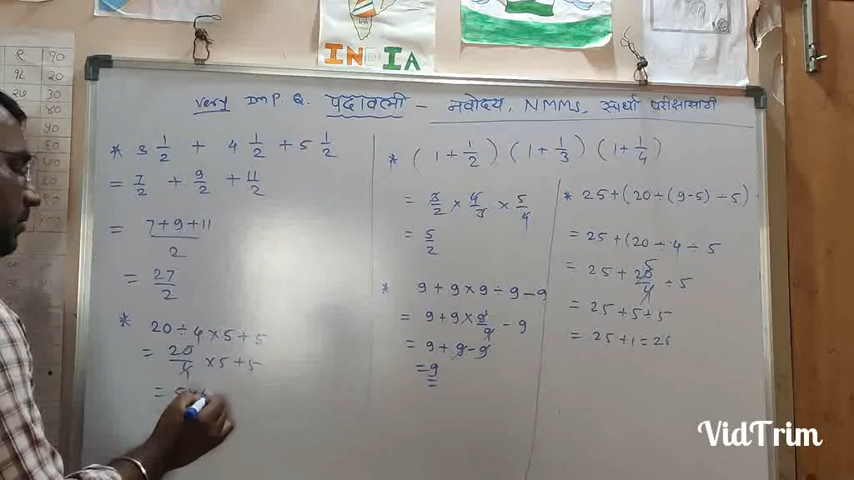 INDIA
very Imp Q. पदावली - नवोदय, NMMS, स्पर्धा परीक्षासाठी
* 3 1/2 + 4 1/2 + 5 1/2
= 7/2 + 9/2 + 11/2
= 7+9+11/2
= 27/2
* 20 ÷ 4 × 5 + 5
= 20/4 × 5 + 5
=
* (1 + 1/2) (1 + 1/3) (1 + 1/4)
= 3/2 × 4/3 × 5/4
= 5/2
* 9 + 9 × 9 ÷ 9 - 9
= 9 + 9 × 9/9 - 9
= 9 + 9 - 9
= 9
* 25 + (20 ÷ (9-5) ÷ 5)
= 25 + (20 ÷ 4 ÷ 5
= 25 + 20/4 ÷ 5
= 25 + 5 ÷ 5
= 25 + 1 = 26
VidTrim